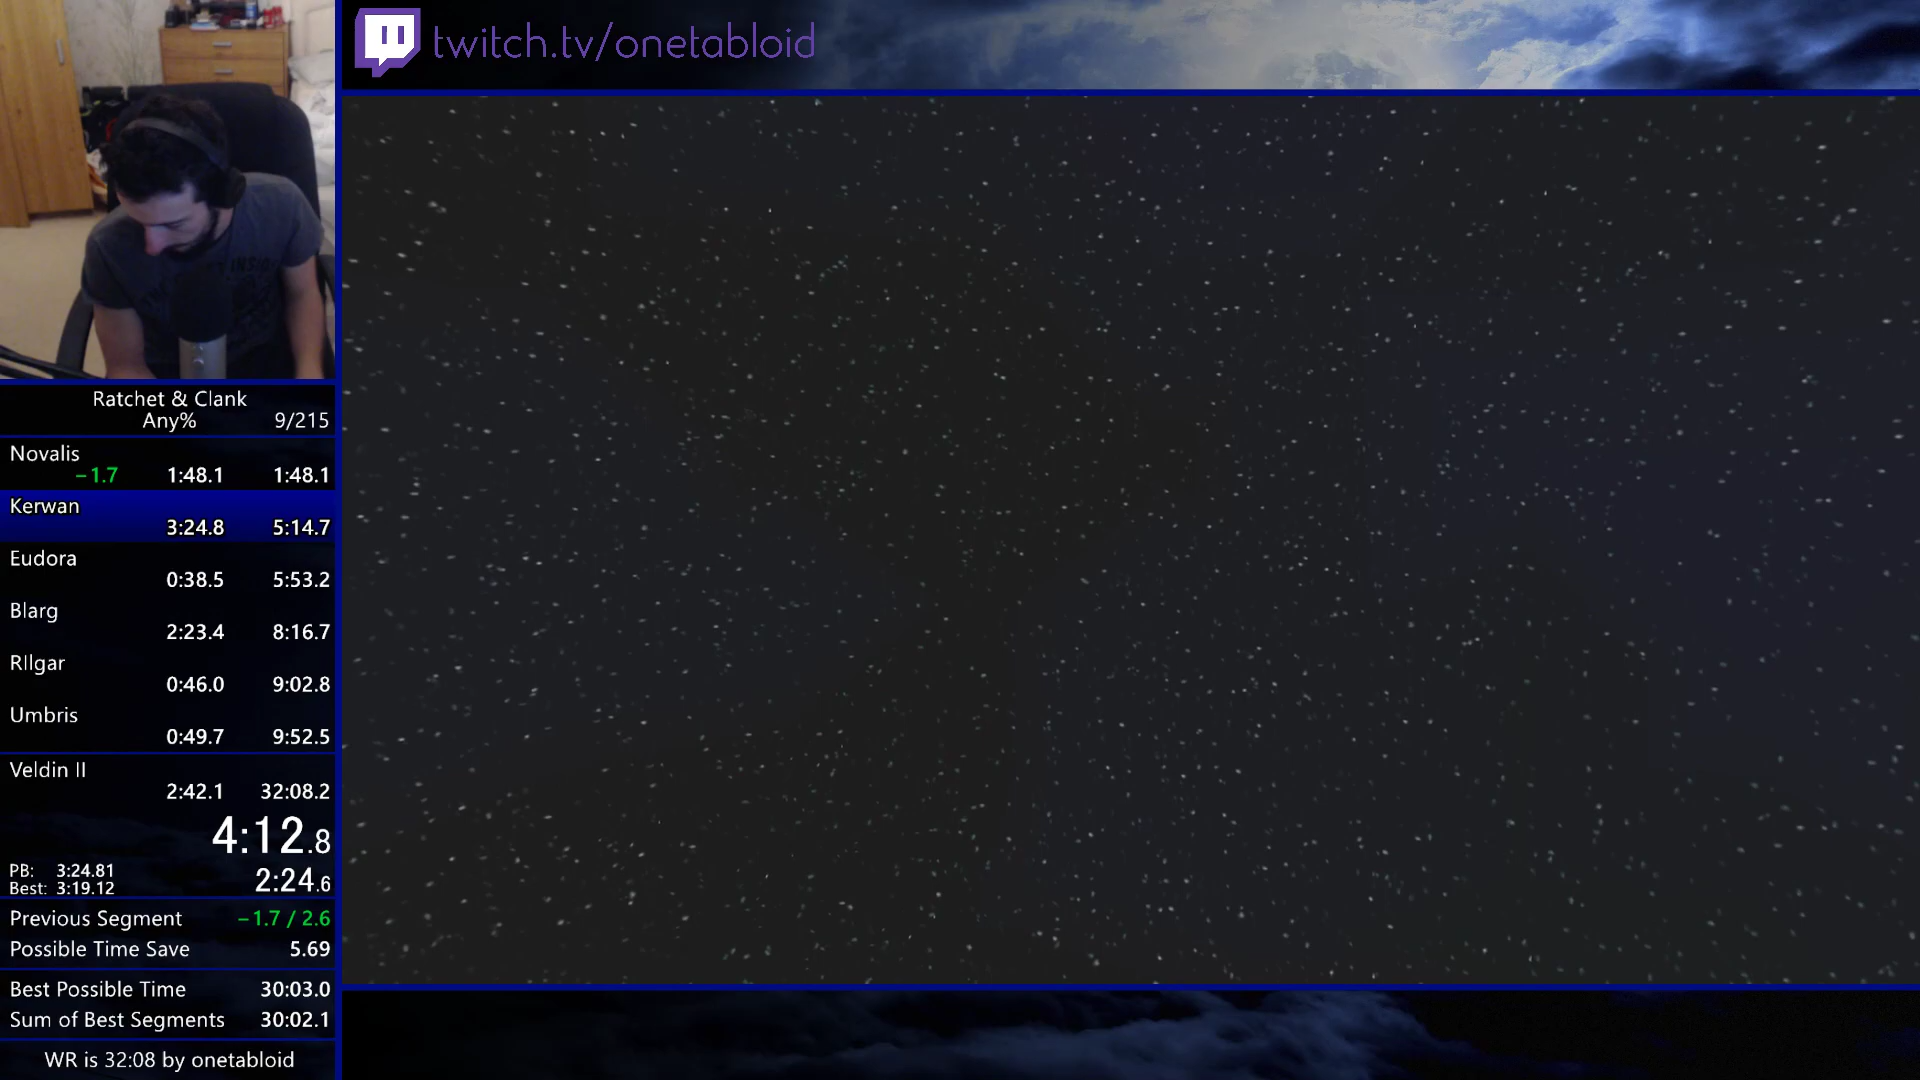 twitch.tv/onetabloid
Ratchet & Clank
Any% 9/215
Novalis
−1.7 1:48.1 1:48.1
Kerwan
3:24.8 5:14.7
Eudora
0:38.5 5:53.2
Blarg
2:23.4 8:16.7
RIlgar
0:46.0 9:02.8
Umbris
0:49.7 9:52.5
Veldin II
2:42.1 32:08.2
4:12.8
PB: 3:24.81
Best: 3:19.12
2:24.6
Previous Segment −1.7 / 2.6
Possible Time Save 5.69
Best Possible Time 30:03.0
Sum of Best Segments 30:02.1
WR is 32:08 by onetabloid